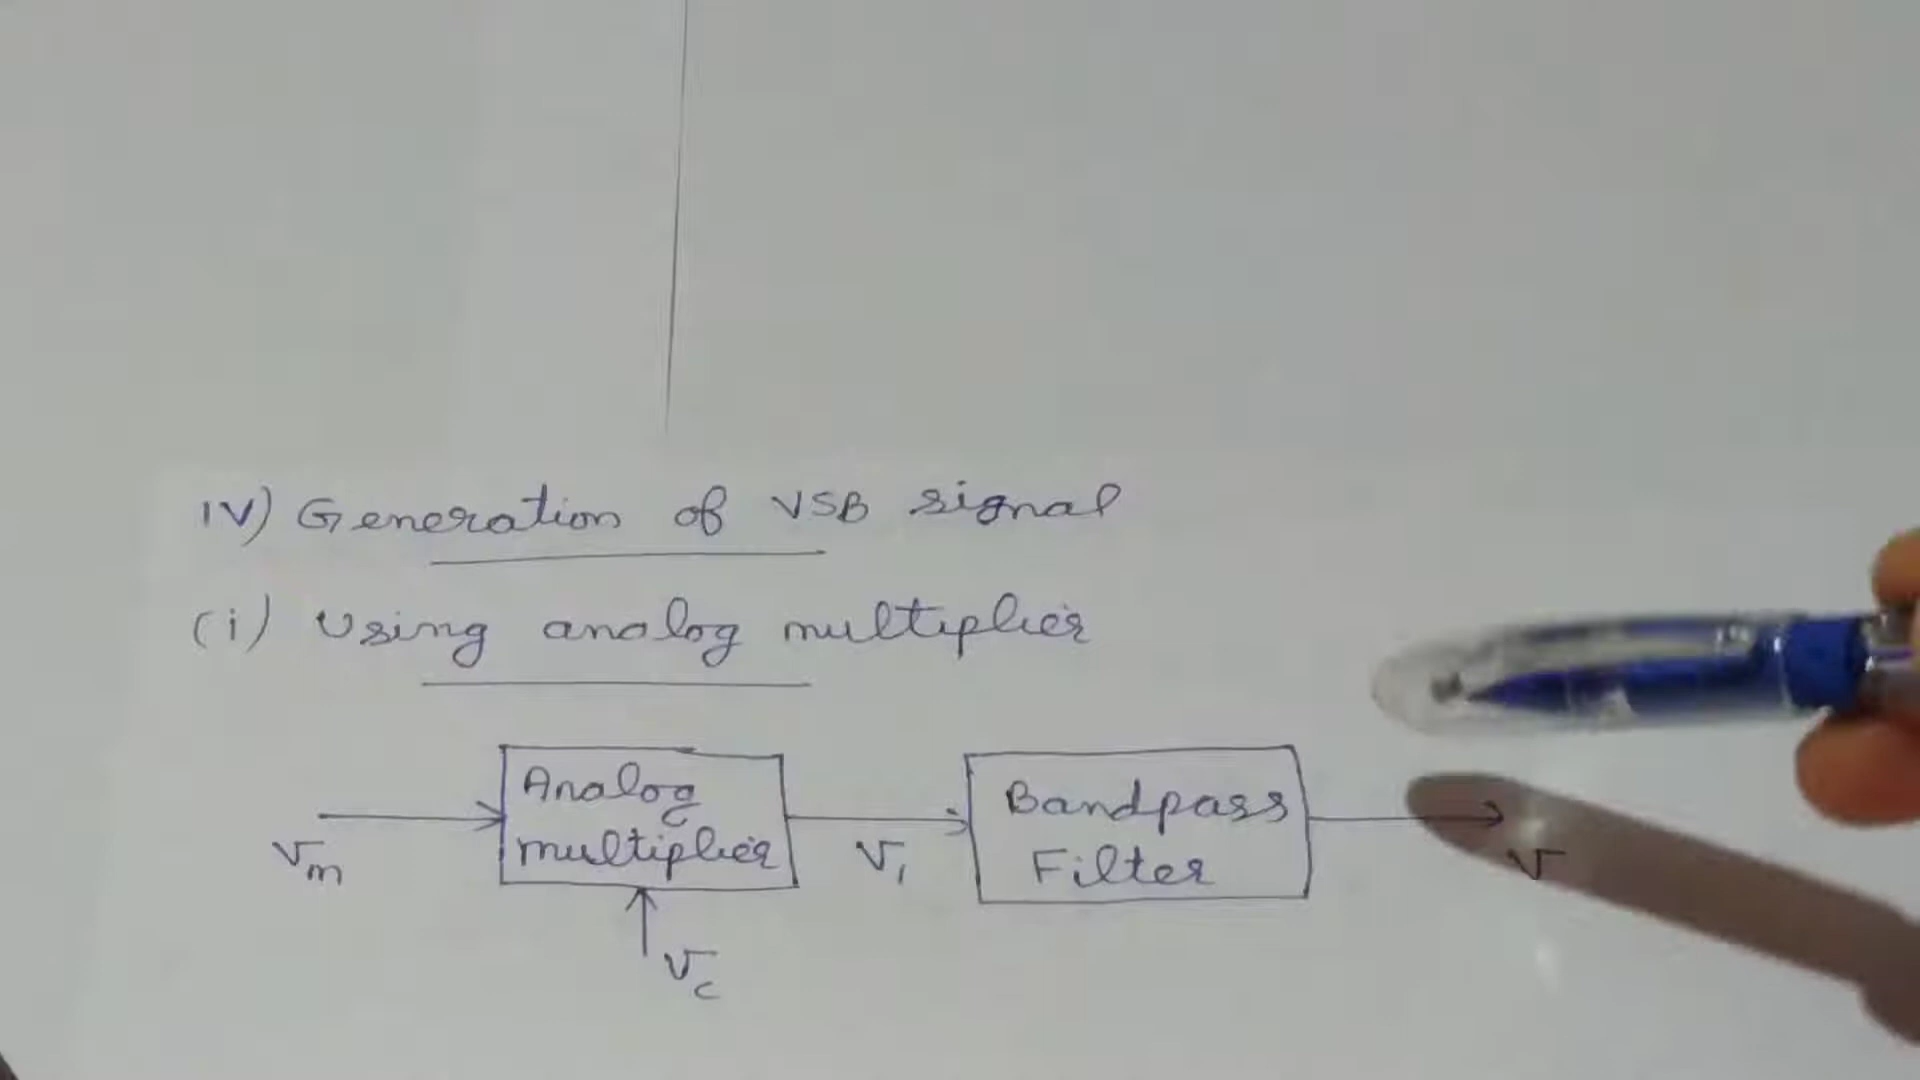 IV) Generation of VSB signal
(i) Using analog multiplier
Analog
multiplier
Bandpass
Filter
Vm
V1
V
Vc